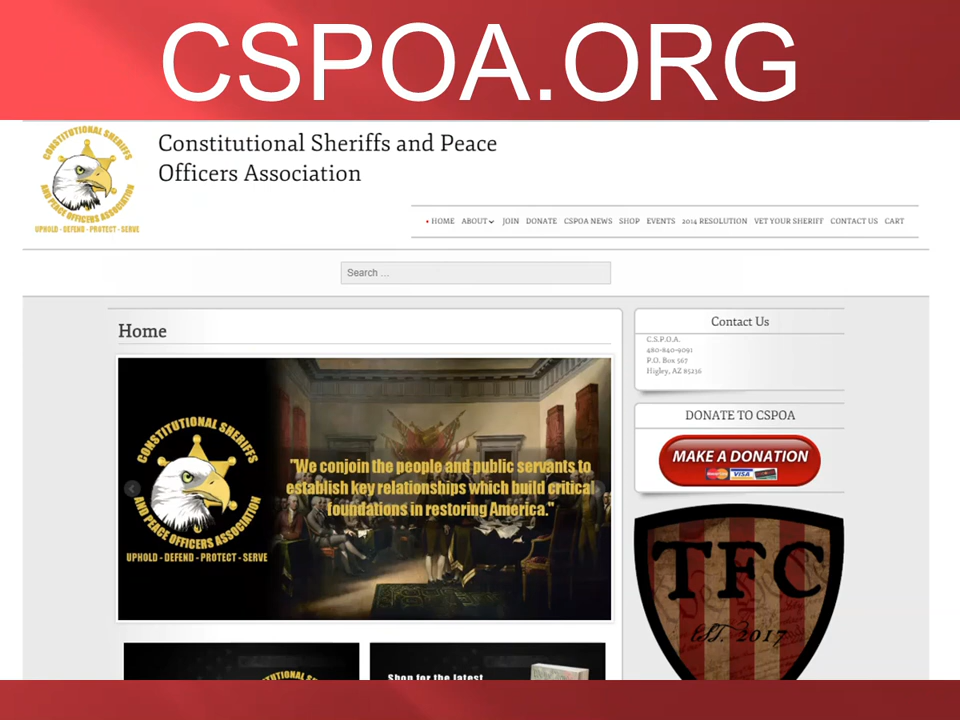 CSPOA.ORG
CONSTITUTIONAL SHERIFFS
AND PEACE OFFICERS ASSOCIATION
UPHOLD - DEFEND - PROTECT - SERVE
Constitutional Sheriffs and Peace
Officers Association
HOME ABOUT JOIN DONATE CSPOA NEWS SHOP EVENTS 2014 RESOLUTION VET YOUR SHERIFF CONTACT US CART
Search ...
Home
CONSTITUTIONAL SHERIFFS
AND PEACE OFFICERS ASSOCIATION
UPHOLD - DEFEND - PROTECT - SERVE
"We conjoin the people and public servants to
establish key relationships which build critical
foundations in restoring America."
Contact Us
C.S.P.O.A.
480-840-9091
P.O. Box 567
Higley, AZ 85236
DONATE TO CSPOA
MAKE A DONATION
MasterCard VISA
TFC
EST. 2017
CONSTITUTIONAL SHERIFFS
Shop for the latest